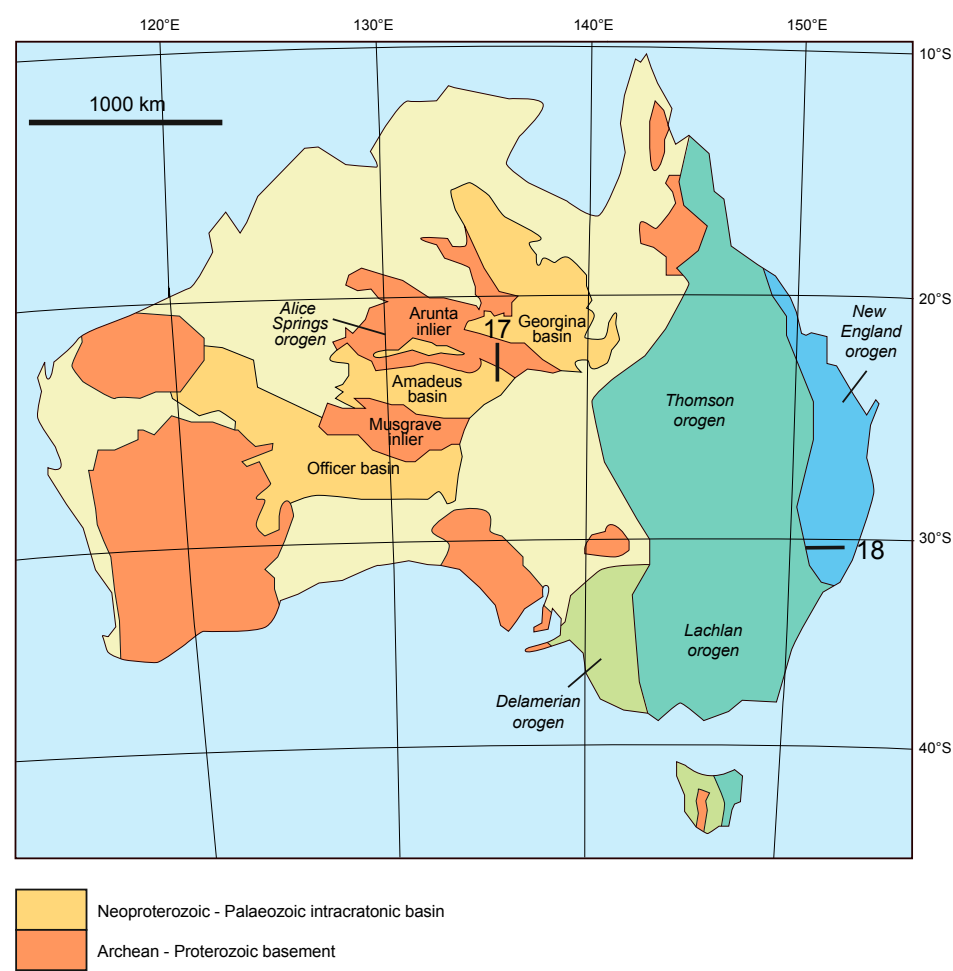 120°E
130°E
140°E
150°E
10°S
1000 km
20°S
Alice
Springs
orogen
Arunta
inlier
17
Georgina
basin
New
England
orogen
Amadeus
basin
Thomson
orogen
Musgrave
inlier
Officer basin
30°S
18
Lachlan
orogen
Delamerian
orogen
40°S
Neoproterozoic - Palaeozoic intracratonic basin
Archean - Proterozoic basement